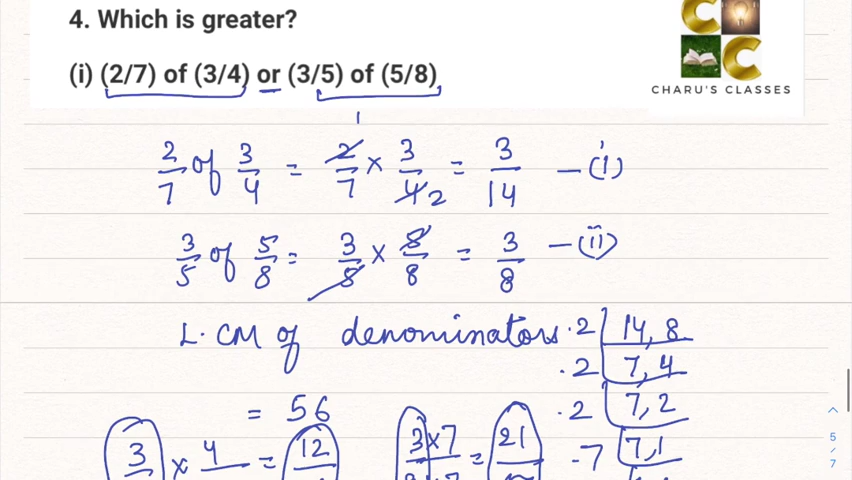 4. Which is greater?
(i) (2/7) of (3/4) or (3/5) of (5/8)
CHARU'S CLASSES
2/7 of 3/4 = 2/7 × 3/4 = 3/14 — (i)
1
2
3/5 of 5/8 = 3/5 × 5/8 = 3/8 — (ii)
L.CM of denominators
= 56
2 | 14, 8
2 | 7, 4
2 | 7, 2
7 | 7, 1
3 × 4 = 12
3×7 = 21
5
/
7